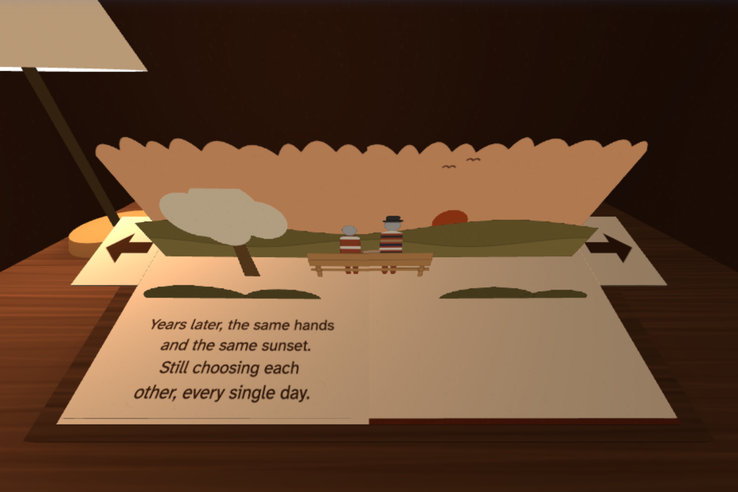 Years later, the same hands
and the same sunset.
Still choosing each
other, every single day.